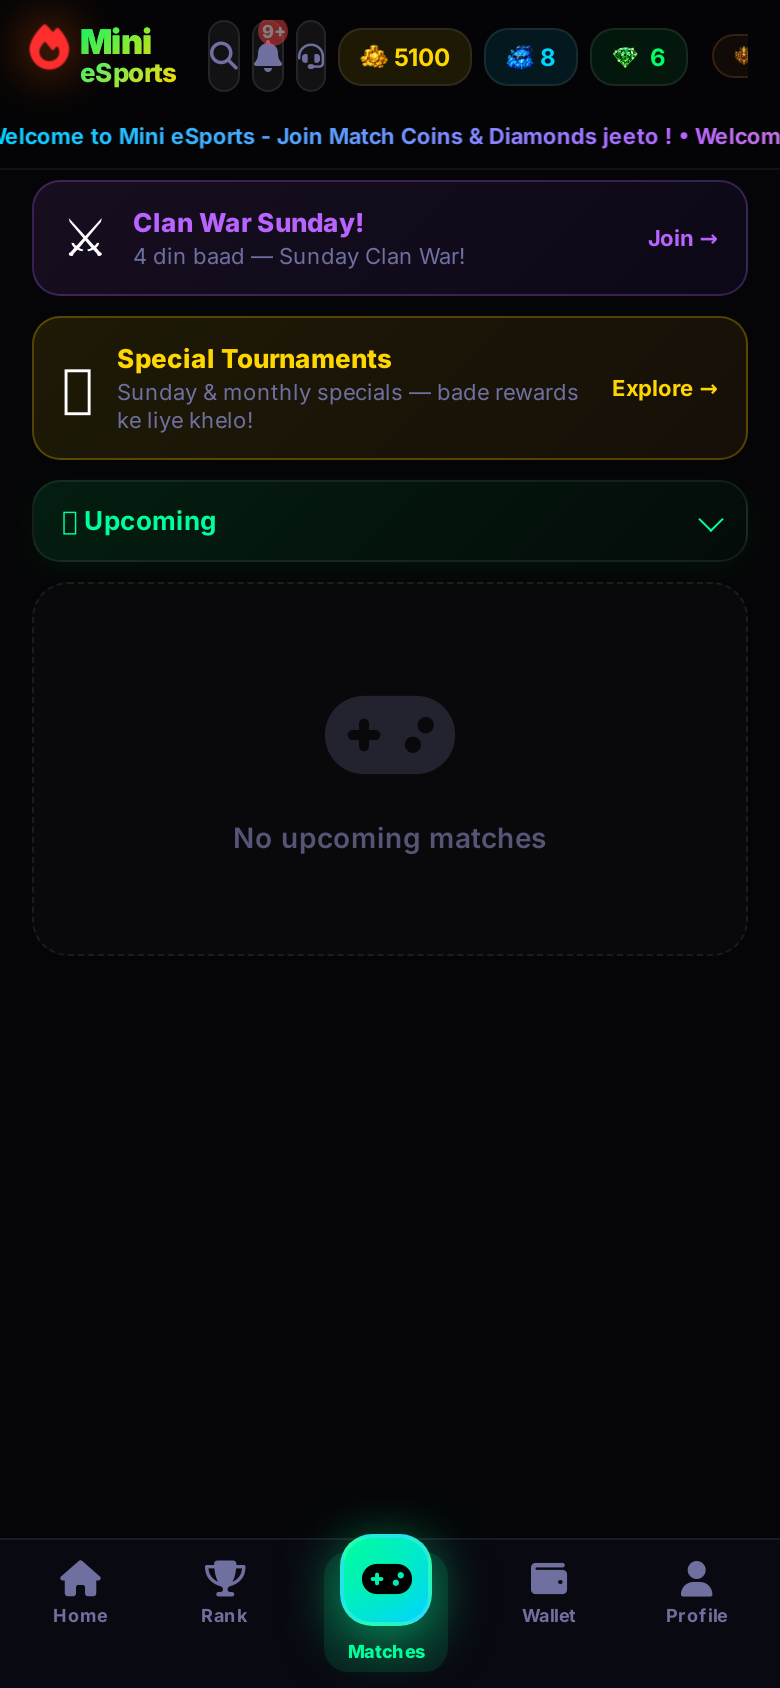 Mini
eSports
9+
5100
8
6
Welcome to Mini eSports - Join Match Coins & Diamonds jeeto ! • Welcom
Clan War Sunday!
4 din baad — Sunday Clan War!
Join →
Special Tournaments
Sunday & monthly specials — bade rewards
ke liye khelo!
Explore →
Upcoming
No upcoming matches
Home
Rank
Matches
Wallet
Profile